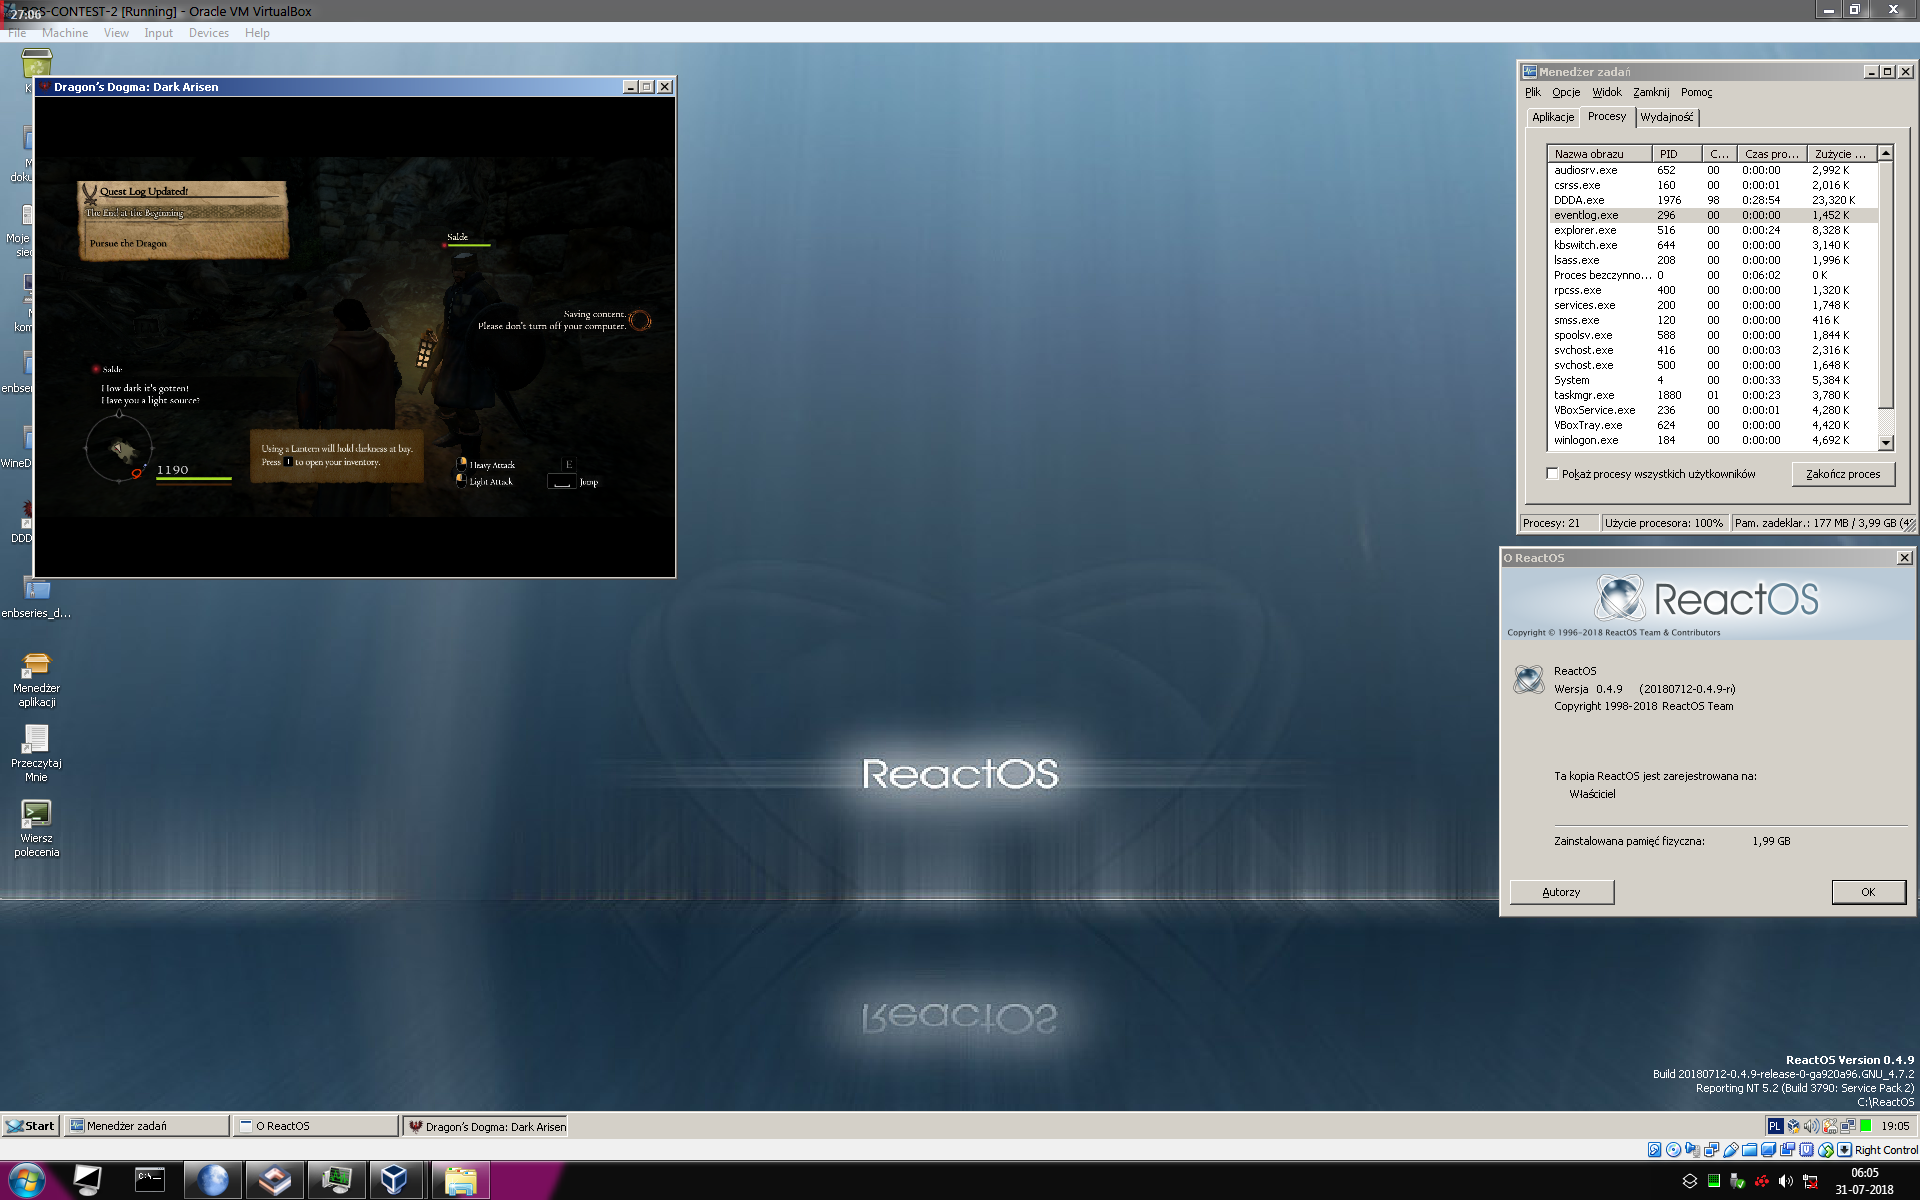 27:06
S-CONTEST-2 [Running] - Oracle VM VirtualBox
File Machine View Input Devices Help
Dragon's Dogma: Dark Arisen
Quest Log Updated!
The End at the Beginning
Pursue the Dragon
Salde
Saving content.
Please don't turn off your computer.
Salde
How dark it's gotten!
Have you a light source?
1190
Using a Lantern will hold darkness at bay.
Press I to open your inventory.
Heavy Attack
Light Attack
E
Jump
Moje
enbser
WineD
DDD
enbseries_d...
Menedżer
aplikacji
Przeczytaj
Mnie
Wiersz
polecenia
Menedżer zadań
Plik Opcje Widok Zamknij Pomoc
Aplikacje Procesy Wydajność
Nazwa obrazu PID C... Czas pro... Zużycie ...
audiosrv.exe 652 00 0:00:00 2,992 K
csrss.exe 160 00 0:00:01 2,016 K
DDDA.exe 1976 98 0:28:54 23,320 K
eventlog.exe 296 00 0:00:00 1,452 K
explorer.exe 516 00 0:00:24 8,328 K
kbswitch.exe 644 00 0:00:00 3,140 K
lsass.exe 208 00 0:00:00 1,996 K
Proces bezczynno... 0 00 0:06:02 0 K
rpcss.exe 400 00 0:00:00 1,320 K
services.exe 200 00 0:00:00 1,748 K
smss.exe 120 00 0:00:00 416 K
spoolsv.exe 588 00 0:00:00 1,844 K
svchost.exe 416 00 0:00:03 2,316 K
svchost.exe 500 00 0:00:00 1,648 K
System 4 00 0:00:33 5,384 K
taskmgr.exe 1880 01 0:00:23 3,780 K
VBoxService.exe 236 00 0:00:01 4,280 K
VBoxTray.exe 624 00 0:00:00 4,420 K
winlogon.exe 184 00 0:00:00 4,692 K
Pokaż procesy wszystkich użytkowników
Zakończ proces
Procesy: 21 Użycie procesora: 100% Pam. zadeklar.: 177 MB / 3,99 GB (4
O ReactOS
ReactOS
Copyright © 1996-2018 ReactOS Team & Contributors
ReactOS
Wersja 0.4.9 (20180712-0.4.9-r)
Copyright 1998-2018 ReactOS Team
Ta kopia ReactOS jest zarejestrowana na:
Właściciel
Zainstalowana pamięć fizyczna: 1,99 GB
Autorzy
OK
ReactOS
ReactOS
ReactOS Version 0.4.9
Build 20180712-0.4.9-release-0-ga920a96.GNU_4.7.2
Reporting NT 5.2 (Build 3790: Service Pack 2)
C:\ReactOS
Start Menedżer zadań O ReactOS Dragon's Dogma: Dark Arisen
PL 19:05
Right Control
06:05
31-07-2018